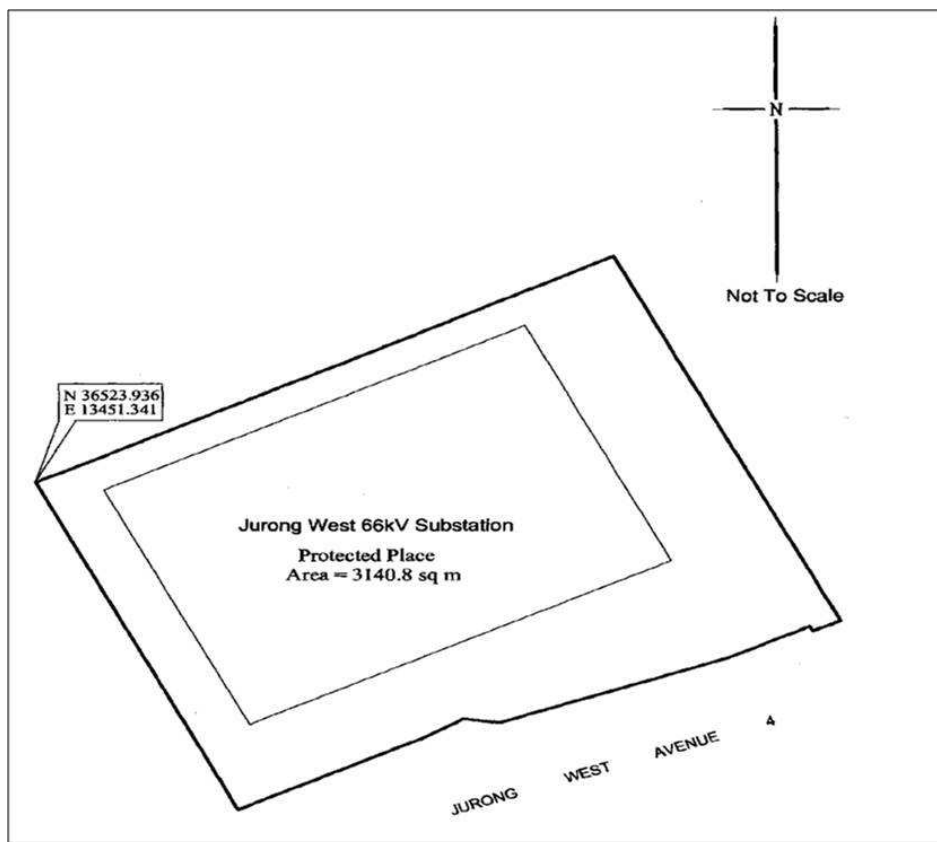 N
Not To Scale
N 36523.936
E 13451.341
Jurong West 66kV Substation
Protected Place
Area = 3140.8 sq m
JURONG WEST AVENUE 4